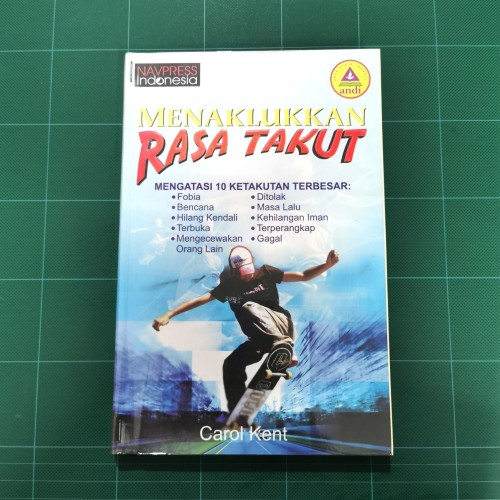 NAVPRESS
Indonesia
andi
MENAKLUKKAN
RASA TAKUT
MENGATASI 10 KETAKUTAN TERBESAR:
• Fobia
• Bencana
• Hilang Kendali
• Terbuka
• Mengecewakan
Orang Lain
• Ditolak
• Masa Lalu
• Kehilangan Iman
• Terperangkap
• Gagal
Carol Kent